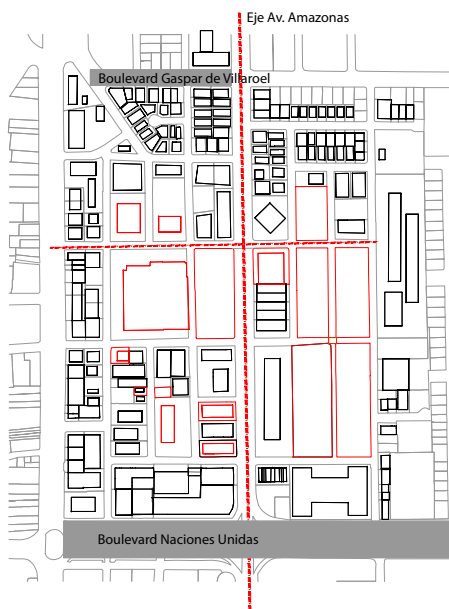 Eje Av. Amazonas
Boulevard Gaspar de Villaroel
Boulevard Naciones Unidas